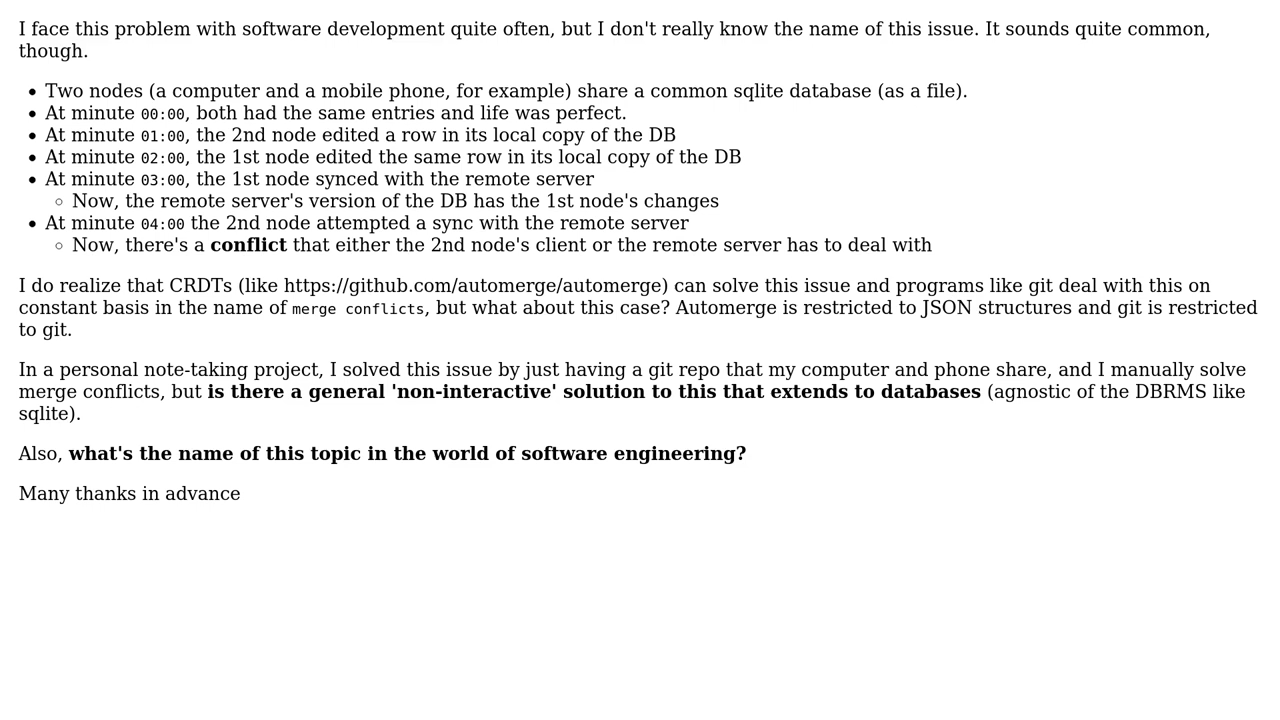 I face this problem with software development quite often, but I don't really know the name of this issue. It sounds quite common,
though.
Two nodes (a computer and a mobile phone, for example) share a common sqlite database (as a file).
At minute 00:00, both had the same entries and life was perfect.
At minute 01:00, the 2nd node edited a row in its local copy of the DB
At minute 02:00, the 1st node edited the same row in its local copy of the DB
At minute 03:00, the 1st node synced with the remote server
Now, the remote server's version of the DB has the 1st node's changes
At minute 04:00 the 2nd node attempted a sync with the remote server
Now, there's a conflict that either the 2nd node's client or the remote server has to deal with
I do realize that CRDTs (like https://github.com/automerge/automerge) can solve this issue and programs like git deal with this on
constant basis in the name of merge conflicts, but what about this case? Automerge is restricted to JSON structures and git is restricted
to git.
In a personal note-taking project, I solved this issue by just having a git repo that my computer and phone share, and I manually solve
merge conflicts, but is there a general 'non-interactive' solution to this that extends to databases (agnostic of the DBRMS like
sqlite).
Also, what's the name of this topic in the world of software engineering?
Many thanks in advance